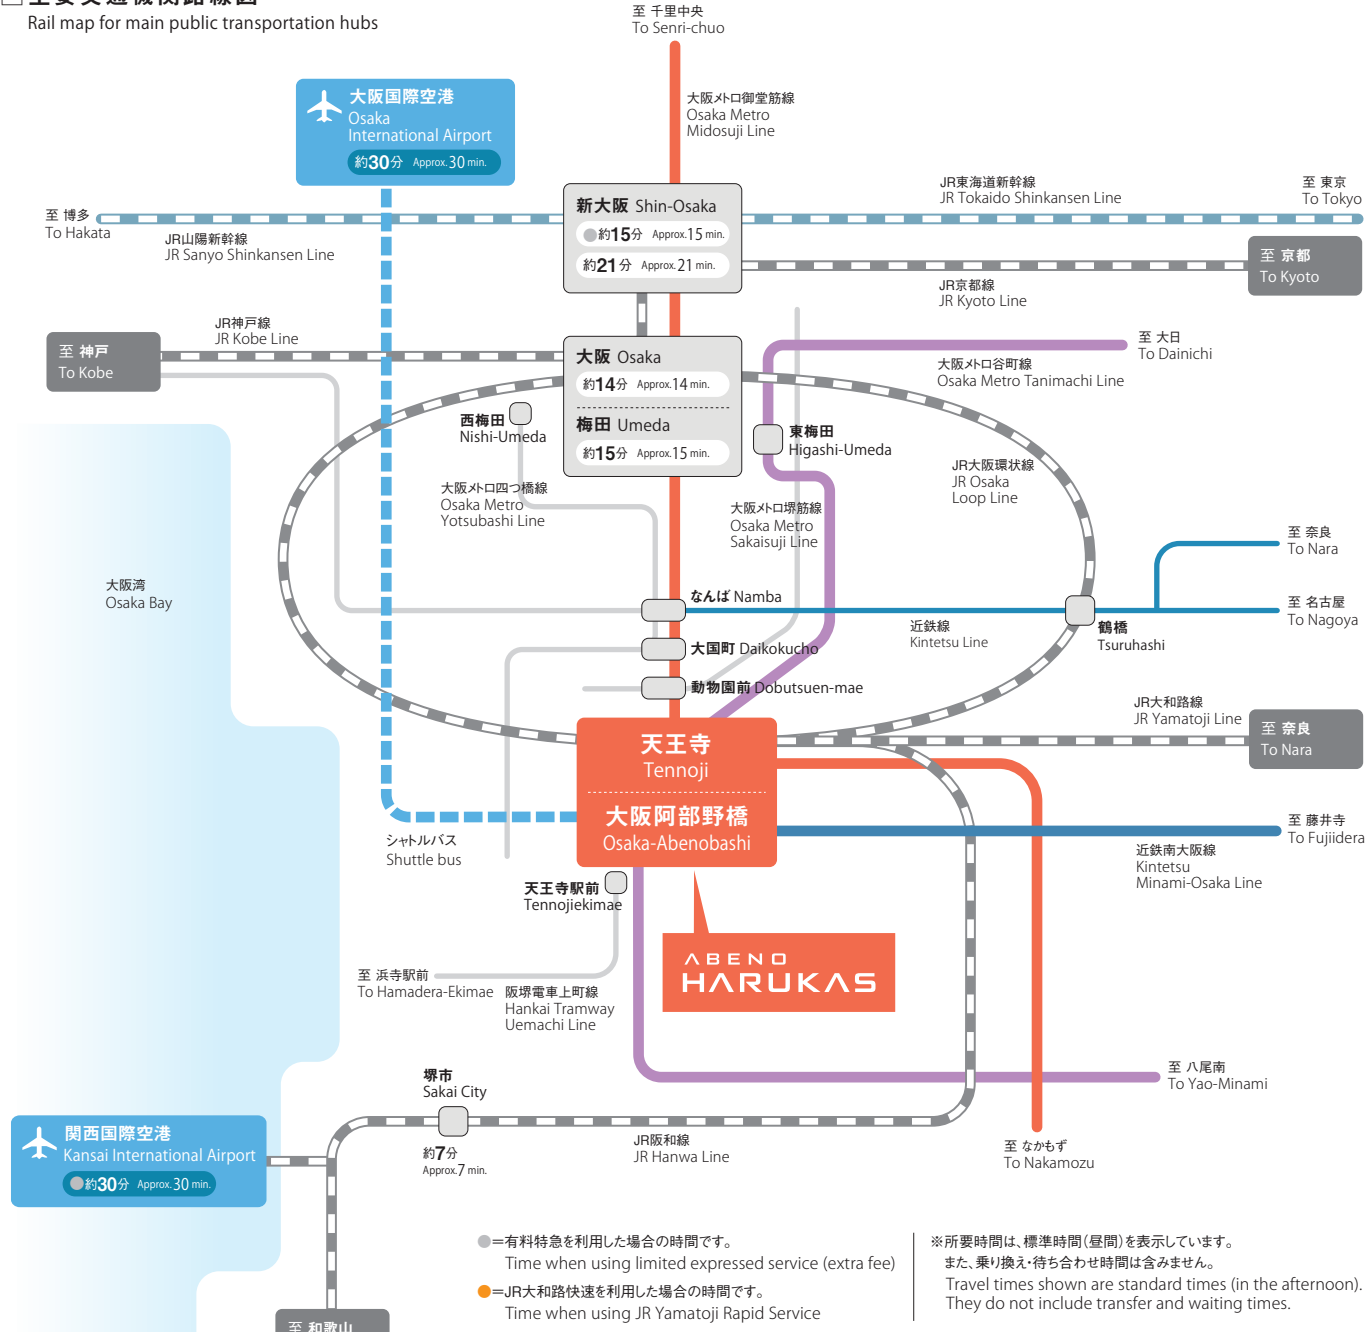 主要交通機関路線図
Rail map for main public transportation hubs
至 千里中央
To Senri-chuo
大阪国際空港
Osaka
International Airport
約30分 Approx.30 min.
大阪メトロ御堂筋線
Osaka Metro
Midosuji Line
至 博多
To Hakata
JR山陽新幹線
JR Sanyo Shinkansen Line
新大阪 Shin-Osaka
約15分 Approx.15 min.
約21分 Approx.21 min.
JR東海道新幹線
JR Tokaido Shinkansen Line
至 東京
To Tokyo
至 京都
To Kyoto
JR京都線
JR Kyoto Line
JR神戸線
JR Kobe Line
至 神戸
To Kobe
大阪 Osaka
約14分 Approx.14 min.
梅田 Umeda
約15分 Approx.15 min.
至 大日
To Dainichi
大阪メトロ谷町線
Osaka Metro Tanimachi Line
西梅田
Nishi-Umeda
東梅田
Higashi-Umeda
JR大阪環状線
JR Osaka
Loop Line
大阪メトロ四つ橋線
Osaka Metro
Yotsubashi Line
大阪メトロ堺筋線
Osaka Metro
Sakaisuji Line
至 奈良
To Nara
大阪湾
Osaka Bay
なんば Namba
至 名古屋
To Nagoya
近鉄線
Kintetsu Line
鶴橋
Tsuruhashi
大国町 Daikokucho
動物園前 Dobutsuen-mae
JR大和路線
JR Yamatoji Line
至 奈良
To Nara
天王寺
Tennoji
大阪阿部野橋
Osaka-Abenobashi
シャトルバス
Shuttle bus
至 藤井寺
To Fujiidera
近鉄南大阪線
Kintetsu
Minami-Osaka Line
天王寺駅前
Tennojiekimae
ABENO
HARUKAS
至 浜寺駅前
To Hamadera-Ekimae
阪堺電車上町線
Hankai Tramway
Uemachi Line
堺市
Sakai City
約7分
Approx.7 min.
至 八尾南
To Yao-Minami
関西国際空港
Kansai International Airport
約30分 Approx.30 min.
JR阪和線
JR Hanwa Line
至 なかもず
To Nakamozu
至 和歌山
=有料特急を利用した場合の時間です。
Time when using limited expressed service (extra fee)
=JR大和路快速を利用した場合の時間です。
Time when using JR Yamatoji Rapid Service
※所要時間は、標準時間(昼間)を表示しています。
また、乗り換え・待ち合わせ時間は含みません。
Travel times shown are standard times (in the afternoon).
They do not include transfer and waiting times.